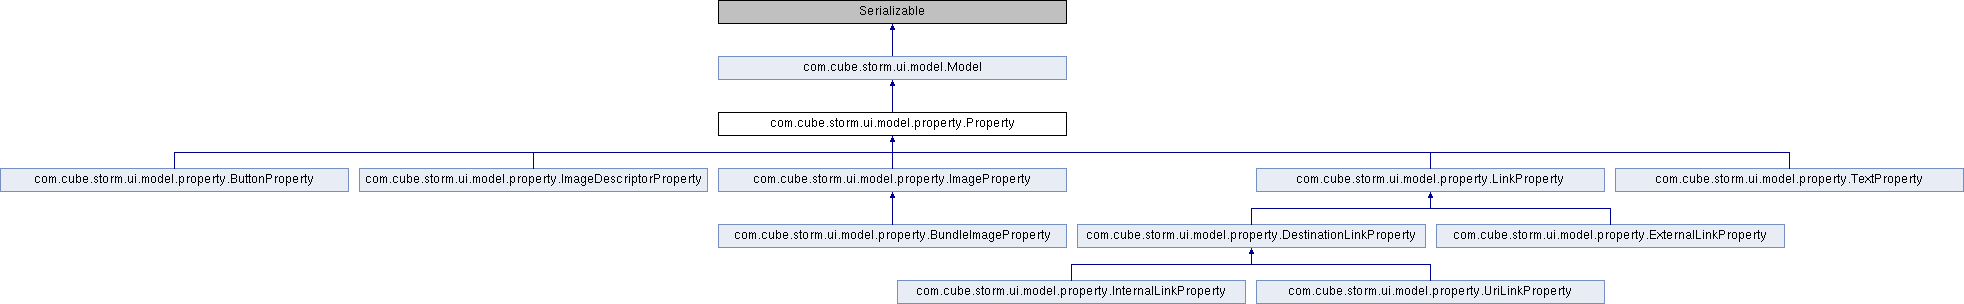 Serializable
com.cube.storm.ui.model.Model
com.cube.storm.ui.model.property.Property
com.cube.storm.ui.model.property.ButtonProperty
com.cube.storm.ui.model.property.ImageDescriptorProperty
com.cube.storm.ui.model.property.ImageProperty
com.cube.storm.ui.model.property.LinkProperty
com.cube.storm.ui.model.property.TextProperty
com.cube.storm.ui.model.property.BundleImageProperty
com.cube.storm.ui.model.property.DestinationLinkProperty
com.cube.storm.ui.model.property.ExternalLinkProperty
com.cube.storm.ui.model.property.InternalLinkProperty
com.cube.storm.ui.model.property.UriLinkProperty